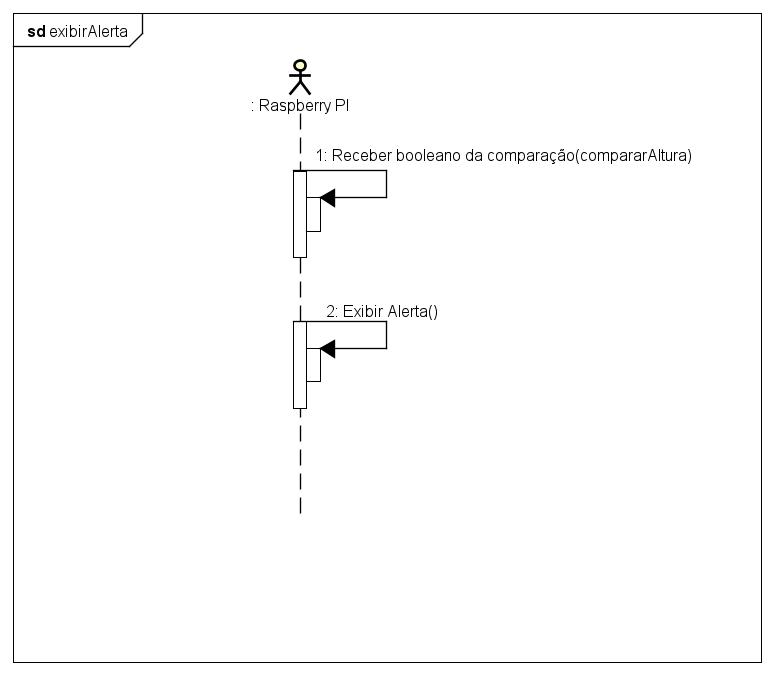 sd exibirAlerta
: Raspberry PI
1: Receber booleano da comparação(compararAltura)
2: Exibir Alerta()